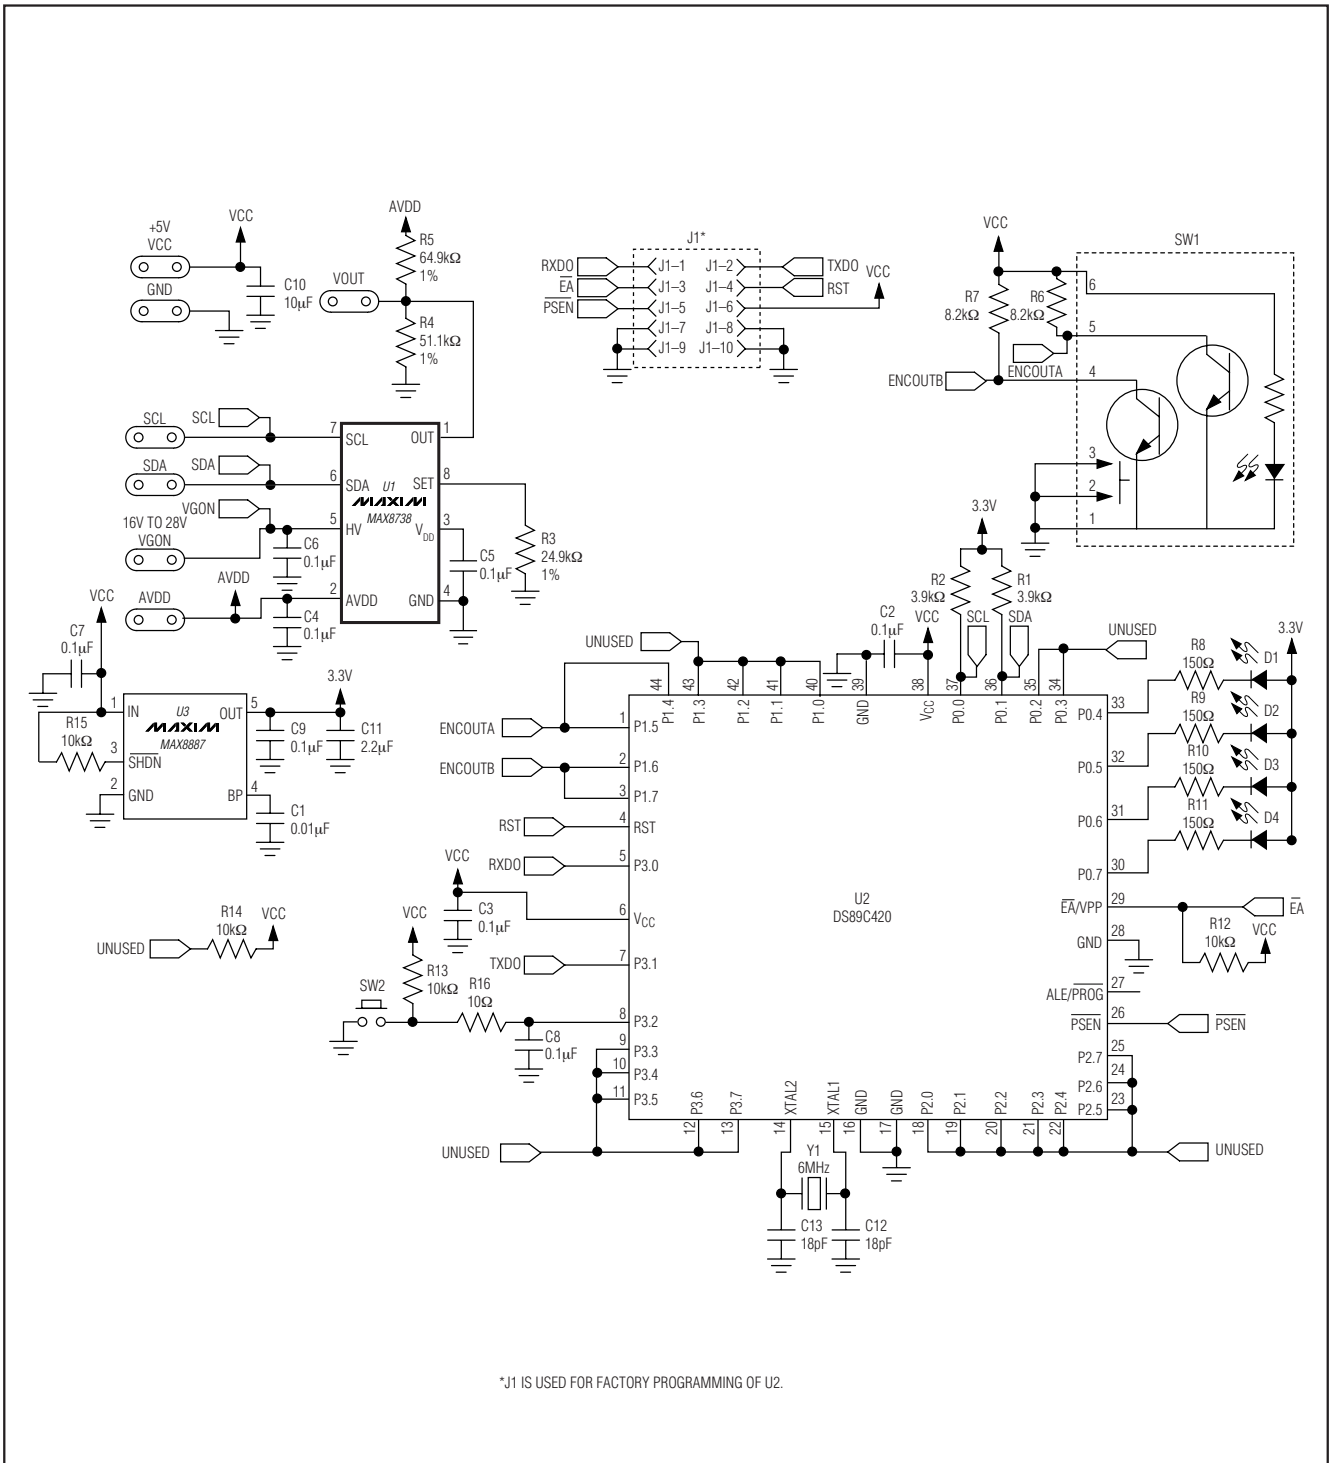 +5V
VCC
GND
VCC
C10
10µF
VOUT
AVDD
R5
64.9kΩ
1%
R4
51.1kΩ
1%
J1*
RXDO
EA
PSEN
J1–1
J1–3
J1–5
J1–7
J1–9
J1–2
J1–4
J1–6
J1–8
J1–10
TXDO
RST
VCC
VCC
SW1
R7
8.2kΩ
R6
8.2kΩ
ENCOUTB
ENCOUTA
6
5
4
3
2
1
SCL
SCL
SDA
SDA
VGON
16V TO 28V
VGON
AVDD
AVDD
C6
0.1µF
C4
0.1µF
7
6
5
2
SCL
SDA
HV
AVDD
U1
MAXIM
MAX8738
OUT
SET
VDD
GND
1
8
3
4
C5
0.1µF
R3
24.9kΩ
1%
VCC
C7
0.1µF
R15
10kΩ
1
3
2
IN
SHDN
GND
U3
MAXIM
MAX8887
OUT
BP
5
4
3.3V
C9
0.1µF
C11
2.2µF
C1
0.01µF
UNUSED
R14
10kΩ
VCC
UNUSED
44
43
42
41
40
39
38
37
36
35
34
P1.4
P1.3
P1.2
P1.1
P1.0
GND
VCC
P0.0
P0.1
P0.2
P0.3
C2
0.1µF
VCC
3.3V
R2
3.9kΩ
R1
3.9kΩ
SCL
SDA
UNUSED
ENCOUTA
ENCOUTB
RST
RXDO
VCC
C3
0.1µF
TXDO
VCC
R13
10kΩ
SW2
R16
10Ω
C8
0.1µF
UNUSED
1
2
3
4
5
6
7
8
9
10
11
P1.5
P1.6
P1.7
RST
P3.0
VCC
P3.1
P3.2
P3.3
P3.4
P3.5
U2
DS89C420
P0.4
P0.5
P0.6
P0.7
EA/VPP
GND
ALE/PROG
PSEN
P2.7
P2.6
P2.5
33
32
31
30
29
28
27
26
25
24
23
R8
150Ω
R9
150Ω
R10
150Ω
R11
150Ω
D1
D2
D3
D4
3.3V
EA
R12
10kΩ
VCC
PSEN
UNUSED
P3.6
P3.7
XTAL2
XTAL1
GND
GND
P2.0
P2.1
P2.2
P2.3
P2.4
12
13
14
15
16
17
18
19
20
21
22
Y1
6MHz
C13
18pF
C12
18pF
*J1 IS USED FOR FACTORY PROGRAMMING OF U2.